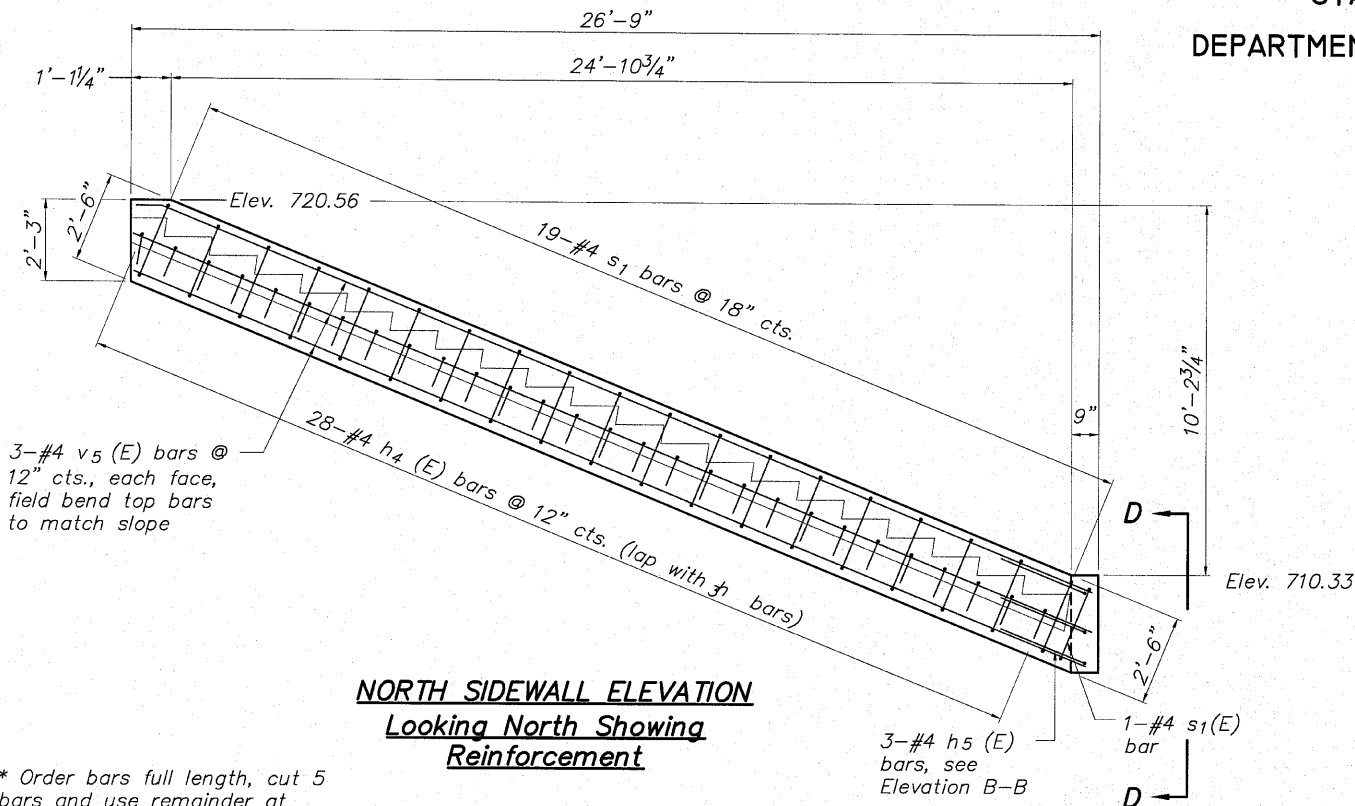 26'-9"
DEPARTMEN
1'-1¼"
24'-10¾"
2'-6"
2'-3"
Elev. 720.56
19-#4 s1 bars @ 18" cts.
10'-2¾"
9"
28-#4 h4 (E) bars @ 12" cts. (lap with h3 bars)
3-#4 v5 (E) bars @
12" cts., each face,
field bend top bars
to match slope
D
Elev. 710.33
2'-6"
NORTH SIDEWALL ELEVATION
Looking North Showing
Reinforcement
1-#4 s1(E)
bar
3-#4 h5 (E)
bars, see
Elevation B-B
D
* Order bars full length, cut 5
bars and use remainder at